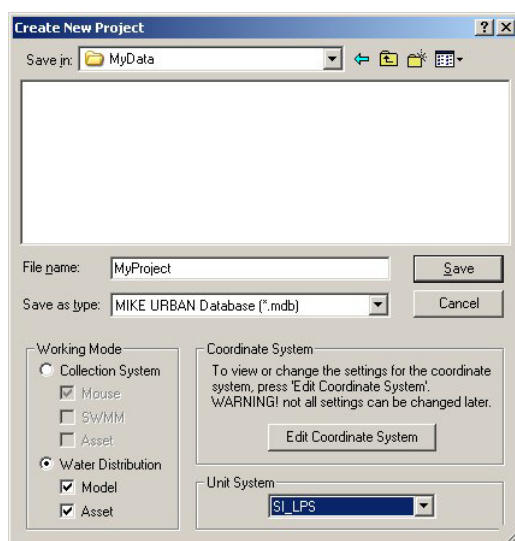 Create New Project
Save in: MyData
File name: MyProject
Save
Save as type: MIKE URBAN Database (*.mdb)
Cancel
Working Mode
Collection System
Mouse
SWMM
Asset
Water Distribution
Model
Asset
Coordinate System
To view or change the settings for the coordinate
system, press 'Edit Coordinate System'.
WARNING! not all settings can be changed later.
Edit Coordinate System
Unit System
SI_LPS